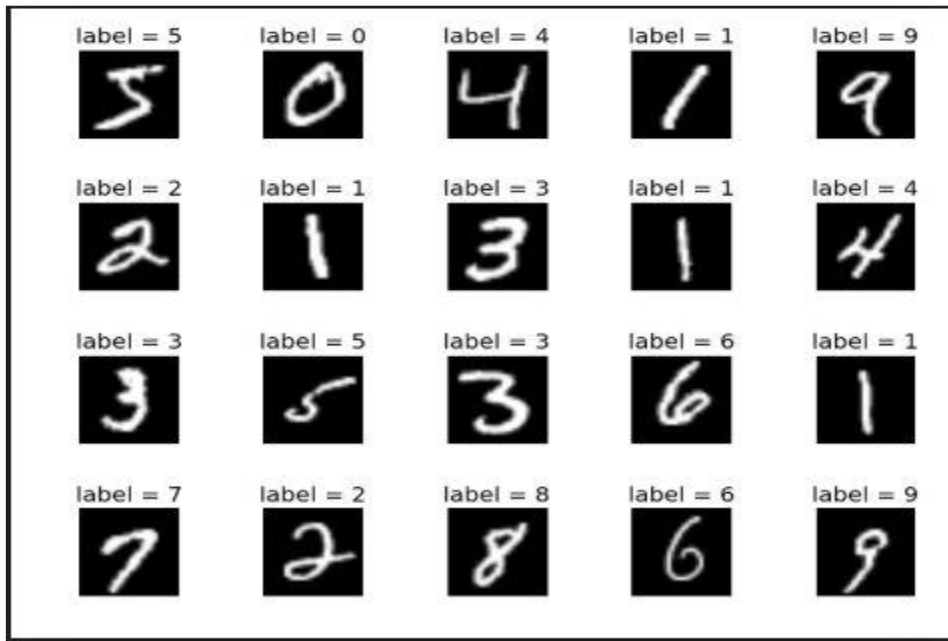 label = 5 label = 0 label = 4 label = 1 label = 9
5 0 4 1 9
label = 2 label = 1 label = 3 label = 1 label = 4
2 1 3 1 4
label = 3 label = 5 label = 3 label = 6 label = 1
3 5 3 6 1
label = 7 label = 2 label = 8 label = 6 label = 9
7 2 8 6 9